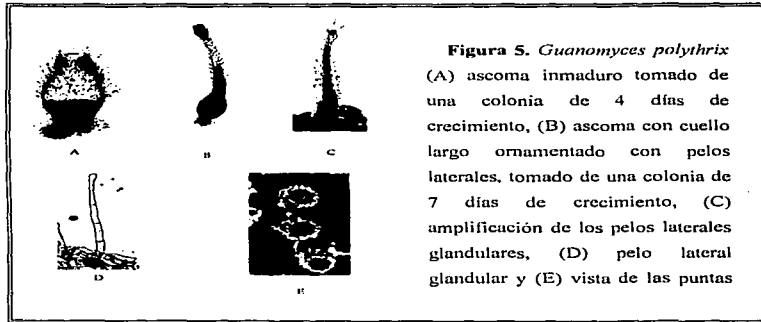 A
B
C
D
E
Figura 5. Guanomyces polythrix
(A) ascoma inmaduro tomado de
una colonia de 4 días de
crecimiento, (B) ascoma con cuello
largo ornamentado con pelos
laterales, tomado de una colonia de
7 días de crecimiento, (C)
amplificación de los pelos laterales
glandulares, (D) pelo lateral
glandular y (E) vista de las puntas